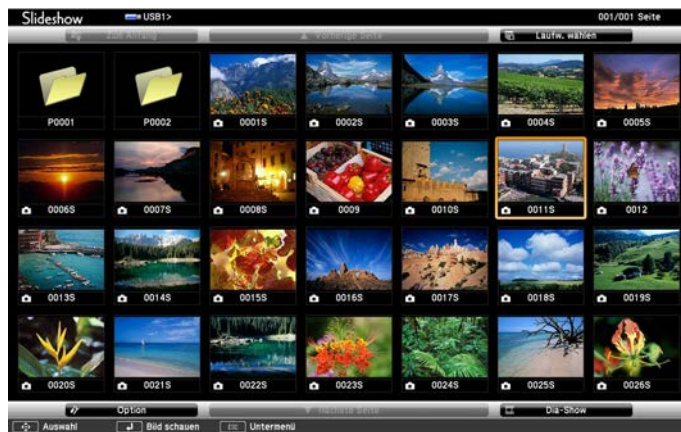 Slideshow USB1> 001/001 Seite
Zum Anfang Vorherige Seite Laufw. wählen
P0001 P0002 0001S 0002S 0003S 0004S 0005S
0006S 0007S 0008S 0009 0010S 0011S 0012
0013S 0014S 0015S 0016S 0017S 0018S 0019S
0020S 0021S 0022S 0023S 0024S 0025S 0026S
Option Nächste Seite Dia-Show
Auswahl Bild schauen Esc Untermenü